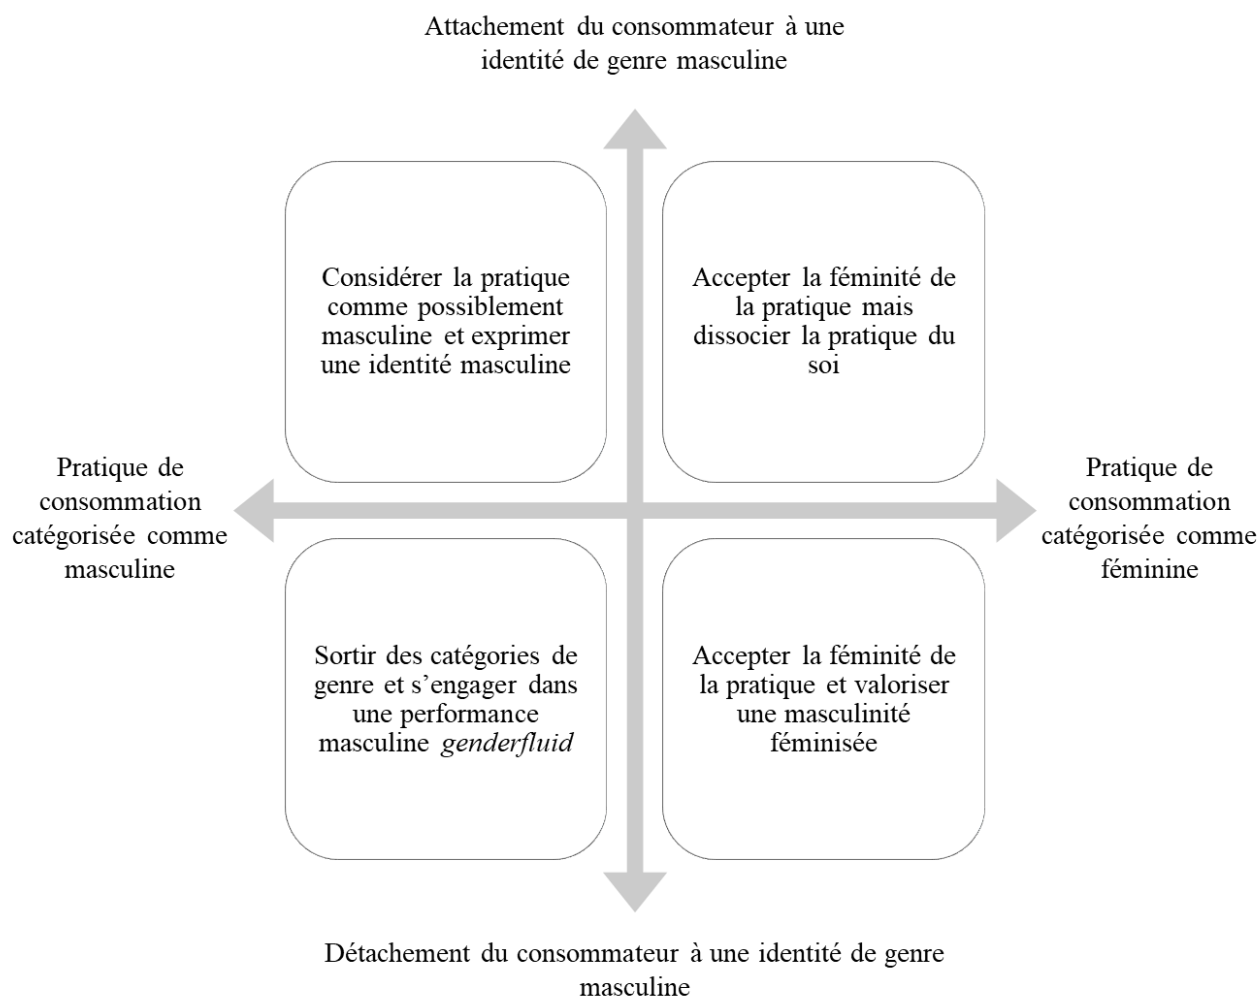 Attachement du consommateur à une
identité de genre masculine
Considérer la pratique
comme possiblement
masculine et exprimer
une identité masculine
Accepter la féminité de
la pratique mais
dissocier la pratique du
soi
Pratique de
consommation
catégorisée comme
masculine
Pratique de
consommation
catégorisée comme
féminine
Sortir des catégories de
genre et s’engager dans
une performance
masculine genderfluid
Accepter la féminité de
la pratique et valoriser
une masculinité
féminisée
Détachement du consommateur à une identité de genre
masculine